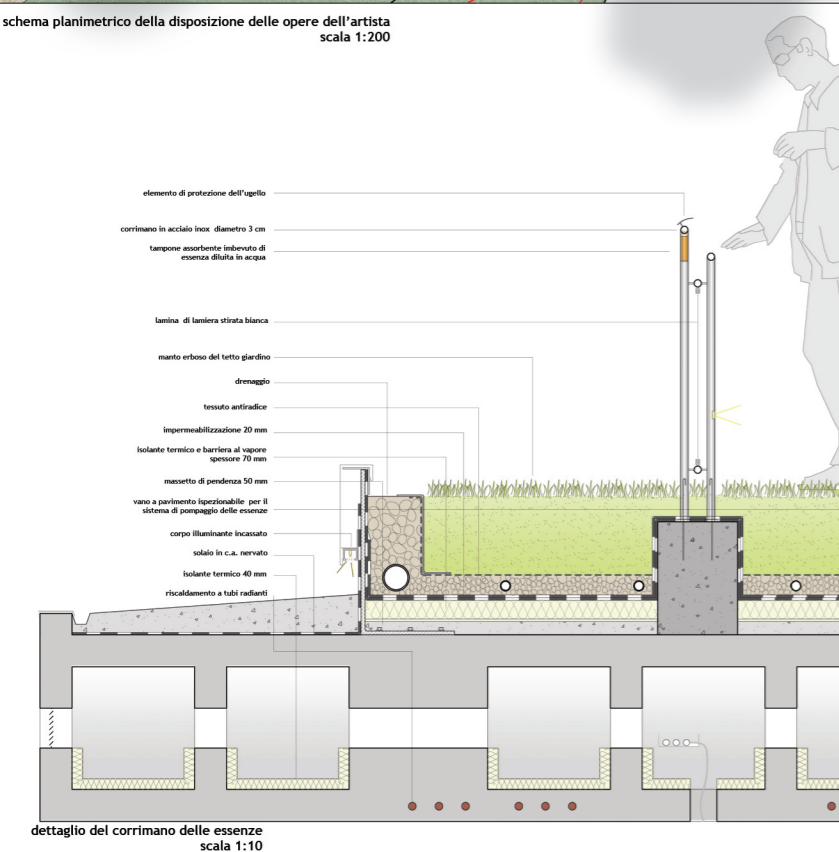 schema planimetrico della disposizione delle opere dell'artista
scala 1:200
elemento di protezione dell'ugello
corrimano in acciaio inox diametro 3 cm
tampone assorbente imbevuto di
essenza diluita in acqua
lamina di lamiera stirata bianca
manto erboso del tetto giardino
drenaggio
tessuto antiradice
impermeabilizzazione 20 mm
isolante termico e barriera al vapore
spessore 70 mm
massetto di pendenza 50 mm
vano a pavimento ispezionabile per il
sistema di pompaggio delle essenze
corpo illuminante incassato
solaio in c.a. nervato
isolante termico 40 mm
riscaldamento a tubi radianti
dettaglio del corrimano delle essenze
scala 1:10